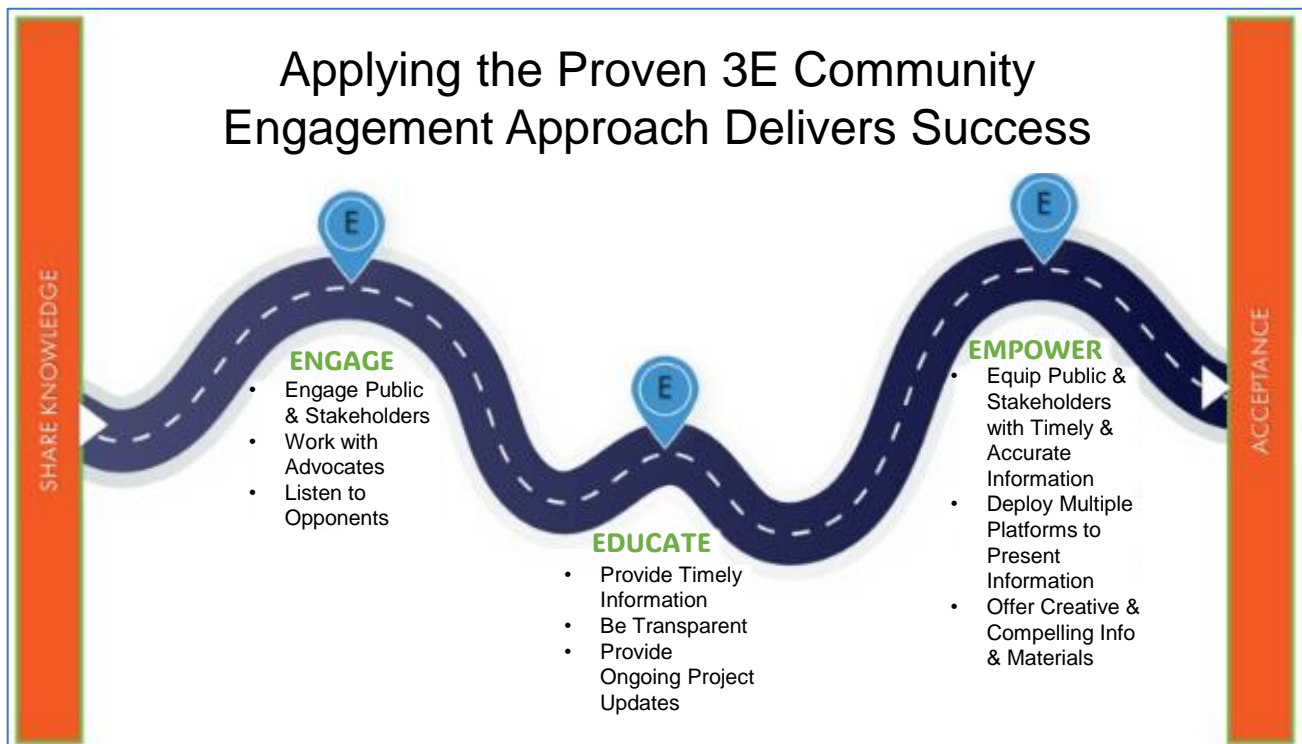 Applying the Proven 3E Community
Engagement Approach Delivers Success
SHARE KNOWLEDGE
E
ENGAGE
• Engage Public
& Stakeholders
• Work with
Advocates
• Listen to
Opponents
E
EDUCATE
• Provide Timely
Information
• Be Transparent
• Provide
Ongoing Project
Updates
E
EMPOWER
• Equip Public &
Stakeholders
with Timely &
Accurate
Information
• Deploy Multiple
Platforms to
Present
Information
• Offer Creative &
Compelling Info
& Materials
ACCEPTANCE